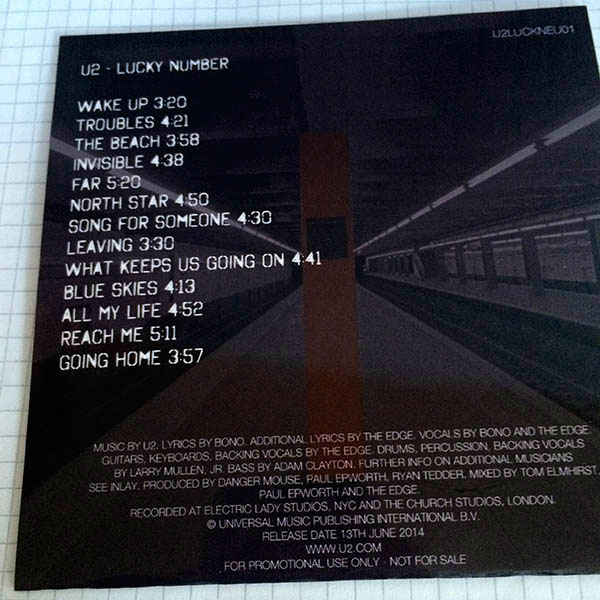 U2LUCKNEU01
U2 - LUCKY NUMBER
WAKE UP 3:20
TROUBLES 4:21
THE BEACH 3:58
INVISIBLE 4:38
FAR 5:20
NORTH STAR 4:50
SONG FOR SOMEONE 4:30
LEAVING 3:30
WHAT KEEPS US GOING ON 4:41
BLUE SKIES 4:13
ALL MY LIFE 4:52
REACH ME 5:11
GOING HOME 3:57
MUSIC BY U2. LYRICS BY BONO. ADDITIONAL LYRICS BY THE EDGE. VOCALS BY BONO AND THE EDGE.
GUITARS, KEYBOARDS, BACKING VOCALS BY THE EDGE. DRUMS, PERCUSSION, BACKING VOCALS
BY LARRY MULLEN, JR. BASS BY ADAM CLAYTON. FURTHER INFO ON ADDITIONAL MUSICIANS
SEE INLAY. PRODUCED BY DANGER MOUSE, PAUL EPWORTH, RYAN TEDDER. MIXED BY TOM ELMHIRST,
PAUL EPWORTH AND THE EDGE.
RECORDED AT ELECTRIC LADY STUDIOS, NYC AND THE CHURCH STUDIOS, LONDON.
© UNIVERSAL MUSIC PUBLISHING INTERNATIONAL B.V.
RELEASE DATE 13TH JUNE 2014
WWW.U2.COM
FOR PROMOTIONAL USE ONLY - NOT FOR SALE